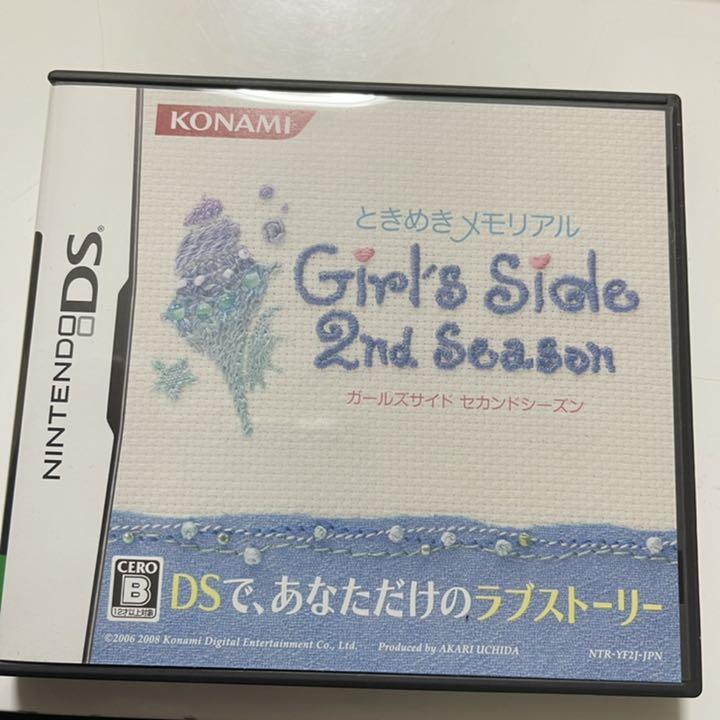 KONAMI
NINTENDO DS®
ときめきメモリアル
Girl's Side
2nd Season
ガールズサイド セカンドシーズン
CERO
B
12才以上対象
DSで、あなただけのラブストーリー
©2006 2008 Konami Digital Entertainment Co., Ltd. Produced by AKARI UCHIDA NTR-YF2J-JPN